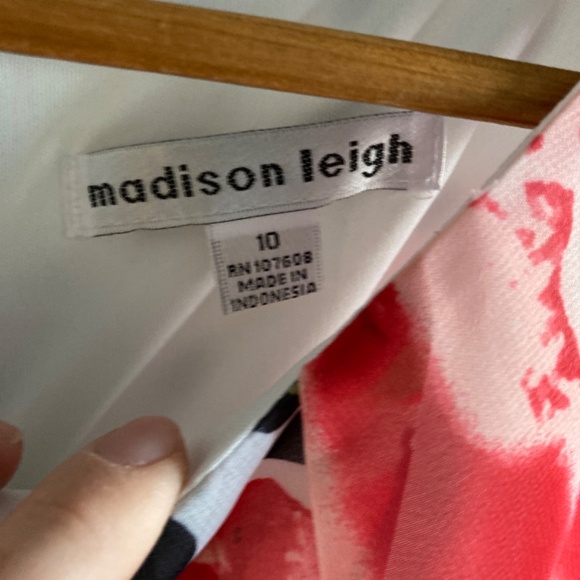 madison leigh
10
RN 107608
MADE IN
INDONESIA